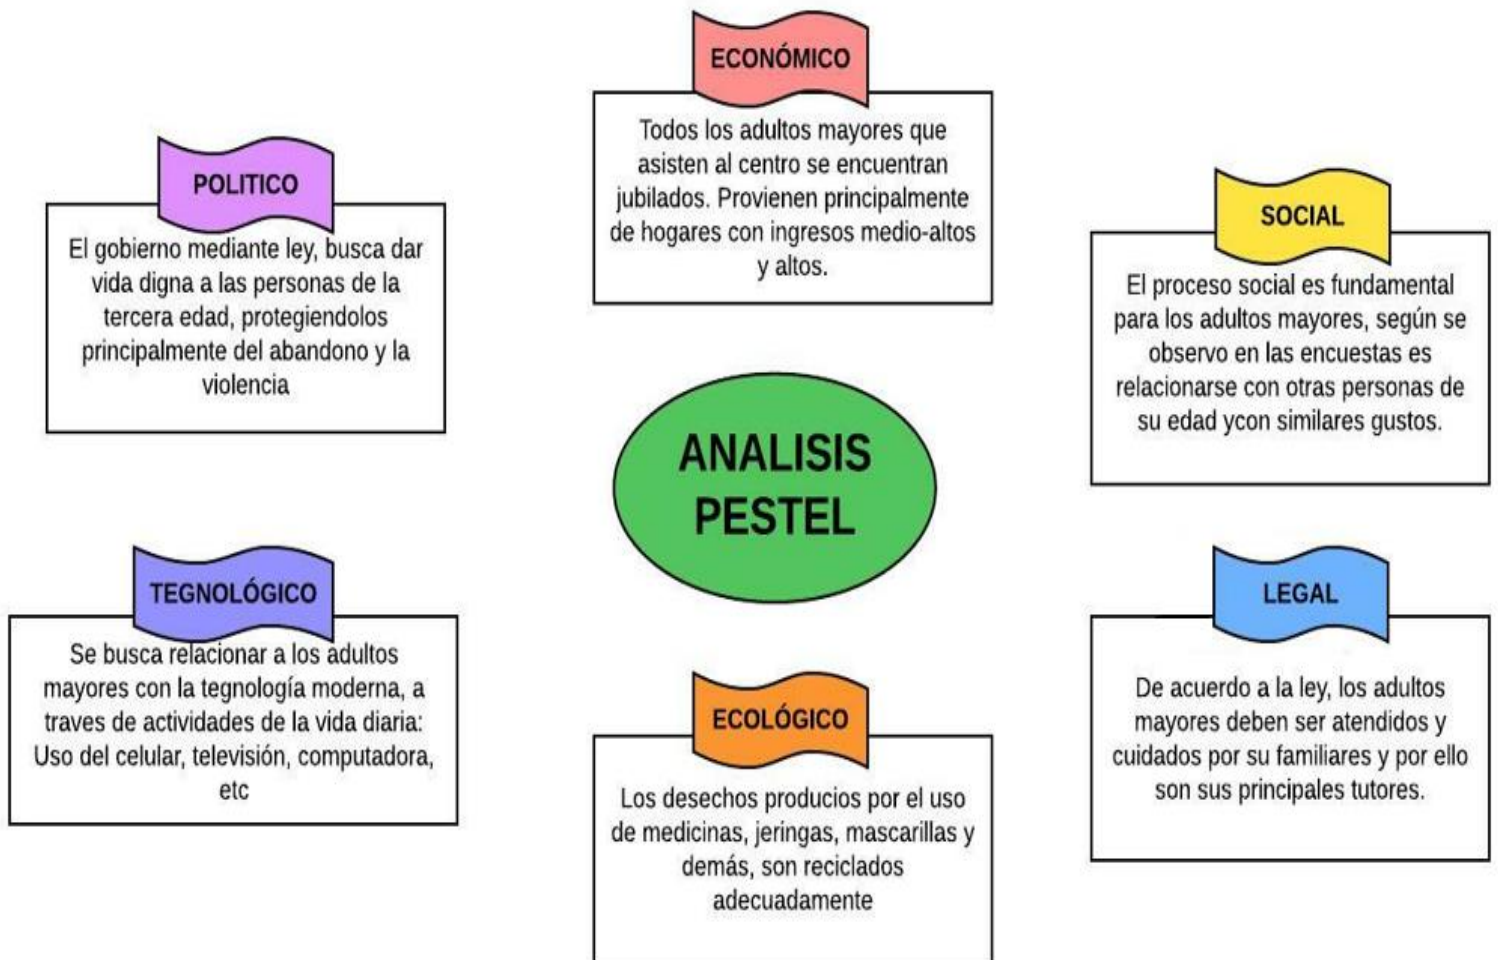 ECONÓMICO
Todos los adultos mayores que
asisten al centro se encuentran
jubilados. Provienen principalmente
de hogares con ingresos medio-altos
y altos.
POLITICO
El gobierno mediante ley, busca dar
vida digna a las personas de la
tercera edad, protegiendolos
principalmente del abandono y la
violencia
SOCIAL
El proceso social es fundamental
para los adultos mayores, según se
observo en las encuestas es
relacionarse con otras personas de
su edad ycon similares gustos.
ANALISIS
PESTEL
TEGNOLÓGICO
Se busca relacionar a los adultos
mayores con la tegnología moderna, a
traves de actividades de la vida diaria:
Uso del celular, televisión, computadora,
etc
ECOLÓGICO
Los desechos producios por el uso
de medicinas, jeringas, mascarillas y
demás, son reciclados
adecuadamente
LEGAL
De acuerdo a la ley, los adultos
mayores deben ser atendidos y
cuidados por su familiares y por ello
son sus principales tutores.